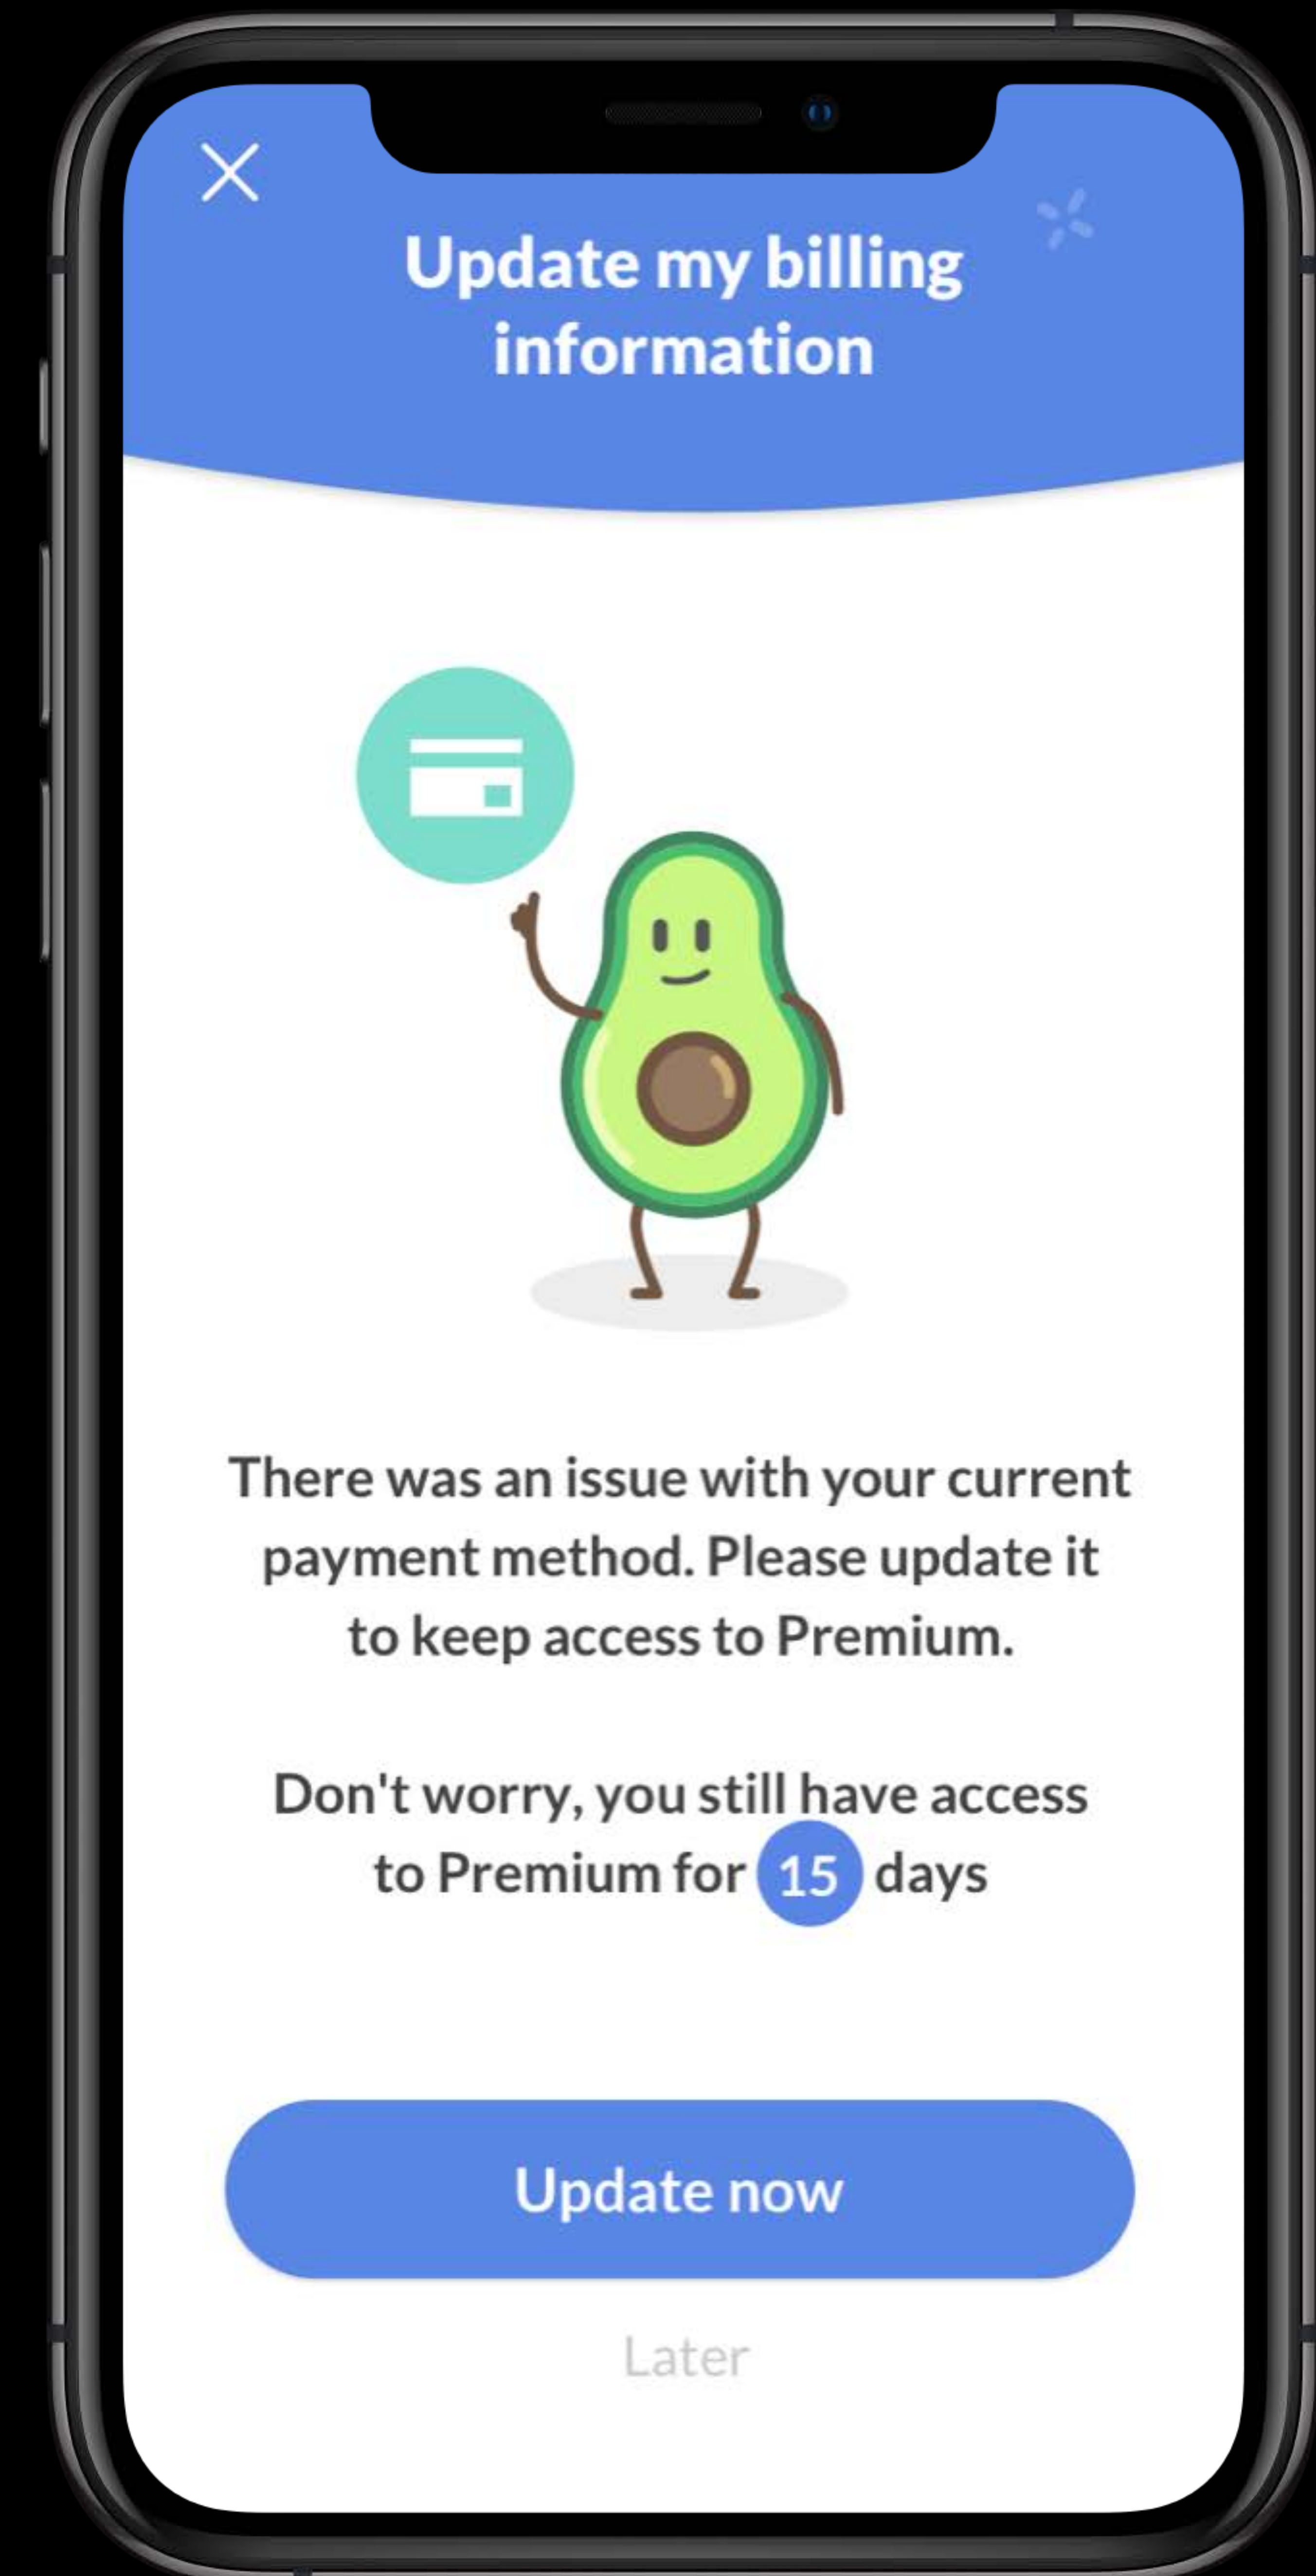 Update my billing
information
There was an issue with your current
payment method. Please update it
to keep access to Premium.
Don't worry, you still have access
to Premium for 15 days
Update now
Later